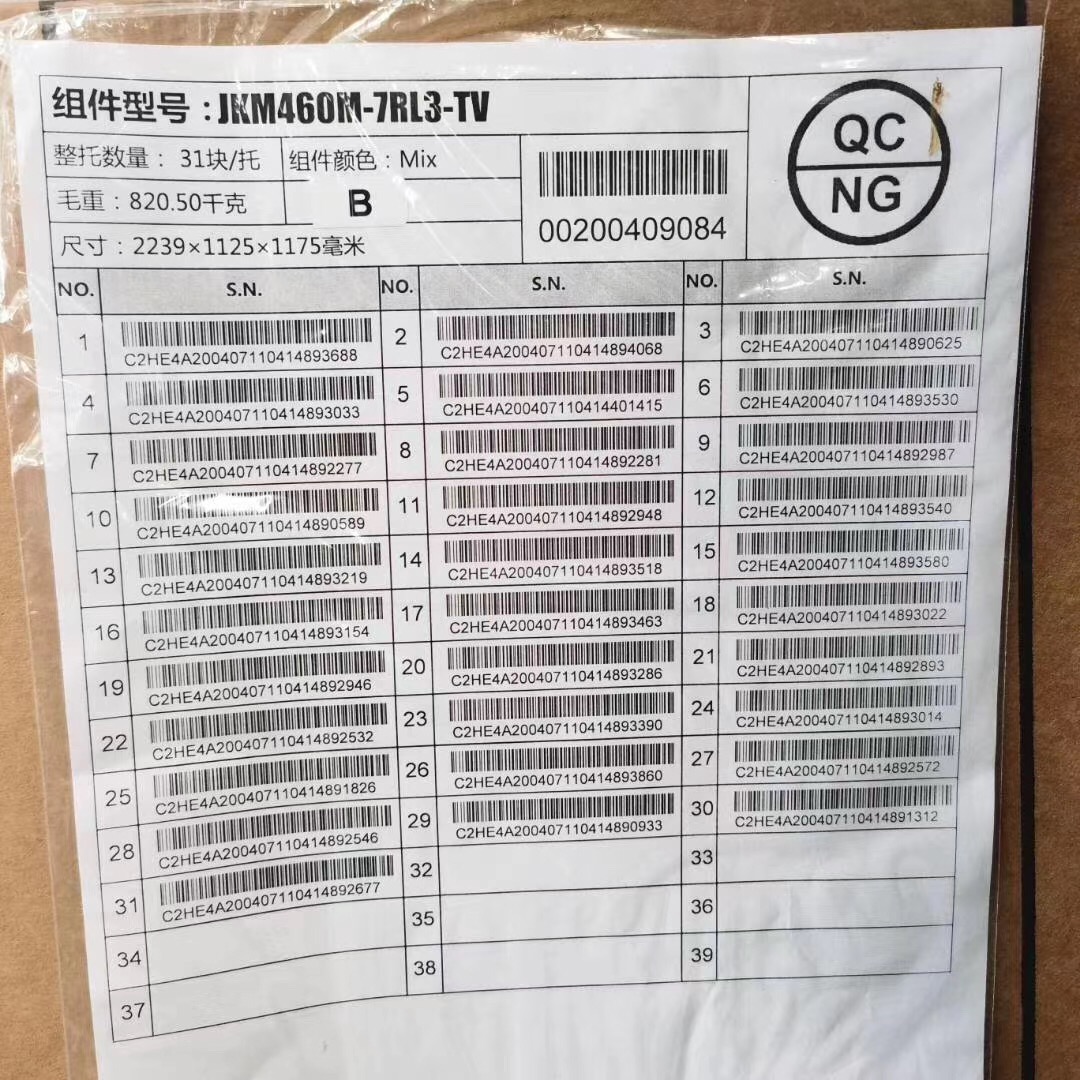 组件型号：JKM460M-7RL3-TV
整托数量： 31块/托 组件颜色：Mix
毛重：820.50千克 B
尺寸：2239×1125×1175毫米
00200409084
QC
NG
NO. S.N. NO. S.N. NO. S.N.
1 C2HE4A200407110414893688 2 C2HE4A200407110414894068 3 C2HE4A200407110414890625
4 C2HE4A200407110414893033 5 C2HE4A200407110414401415 6 C2HE4A200407110414893530
7 C2HE4A200407110414892277 8 C2HE4A200407110414892281 9 C2HE4A200407110414892987
10 C2HE4A200407110414890589 11 C2HE4A200407110414892948 12 C2HE4A200407110414893540
13 C2HE4A200407110414893219 14 C2HE4A200407110414893518 15 C2HE4A200407110414893580
16 C2HE4A200407110414893154 17 C2HE4A200407110414893463 18 C2HE4A200407110414893022
19 C2HE4A200407110414892946 20 C2HE4A200407110414893286 21 C2HE4A200407110414892893
22 C2HE4A200407110414892532 23 C2HE4A200407110414893390 24 C2HE4A200407110414893014
25 C2HE4A200407110414891826 26 C2HE4A200407110414893860 27 C2HE4A200407110414892572
28 C2HE4A200407110414892546 29 C2HE4A200407110414890933 30 C2HE4A200407110414891312
31 C2HE4A200407110414892677 32 33
34 35 36
37 38 39